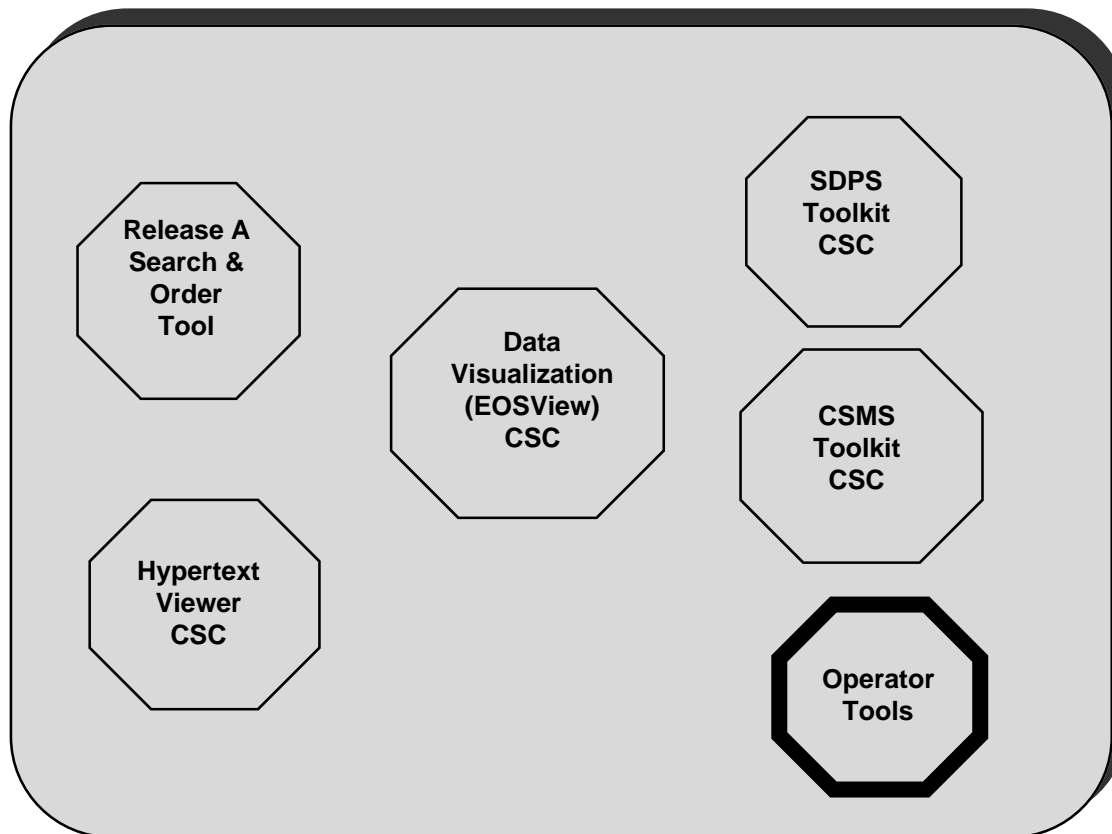 Release A
Search &
Order
Tool
Hypertext
Viewer
CSC
Data
Visualization
(EOSView)
CSC
SDPS
Toolkit
CSC
CSMS
Toolkit
CSC
Operator
Tools